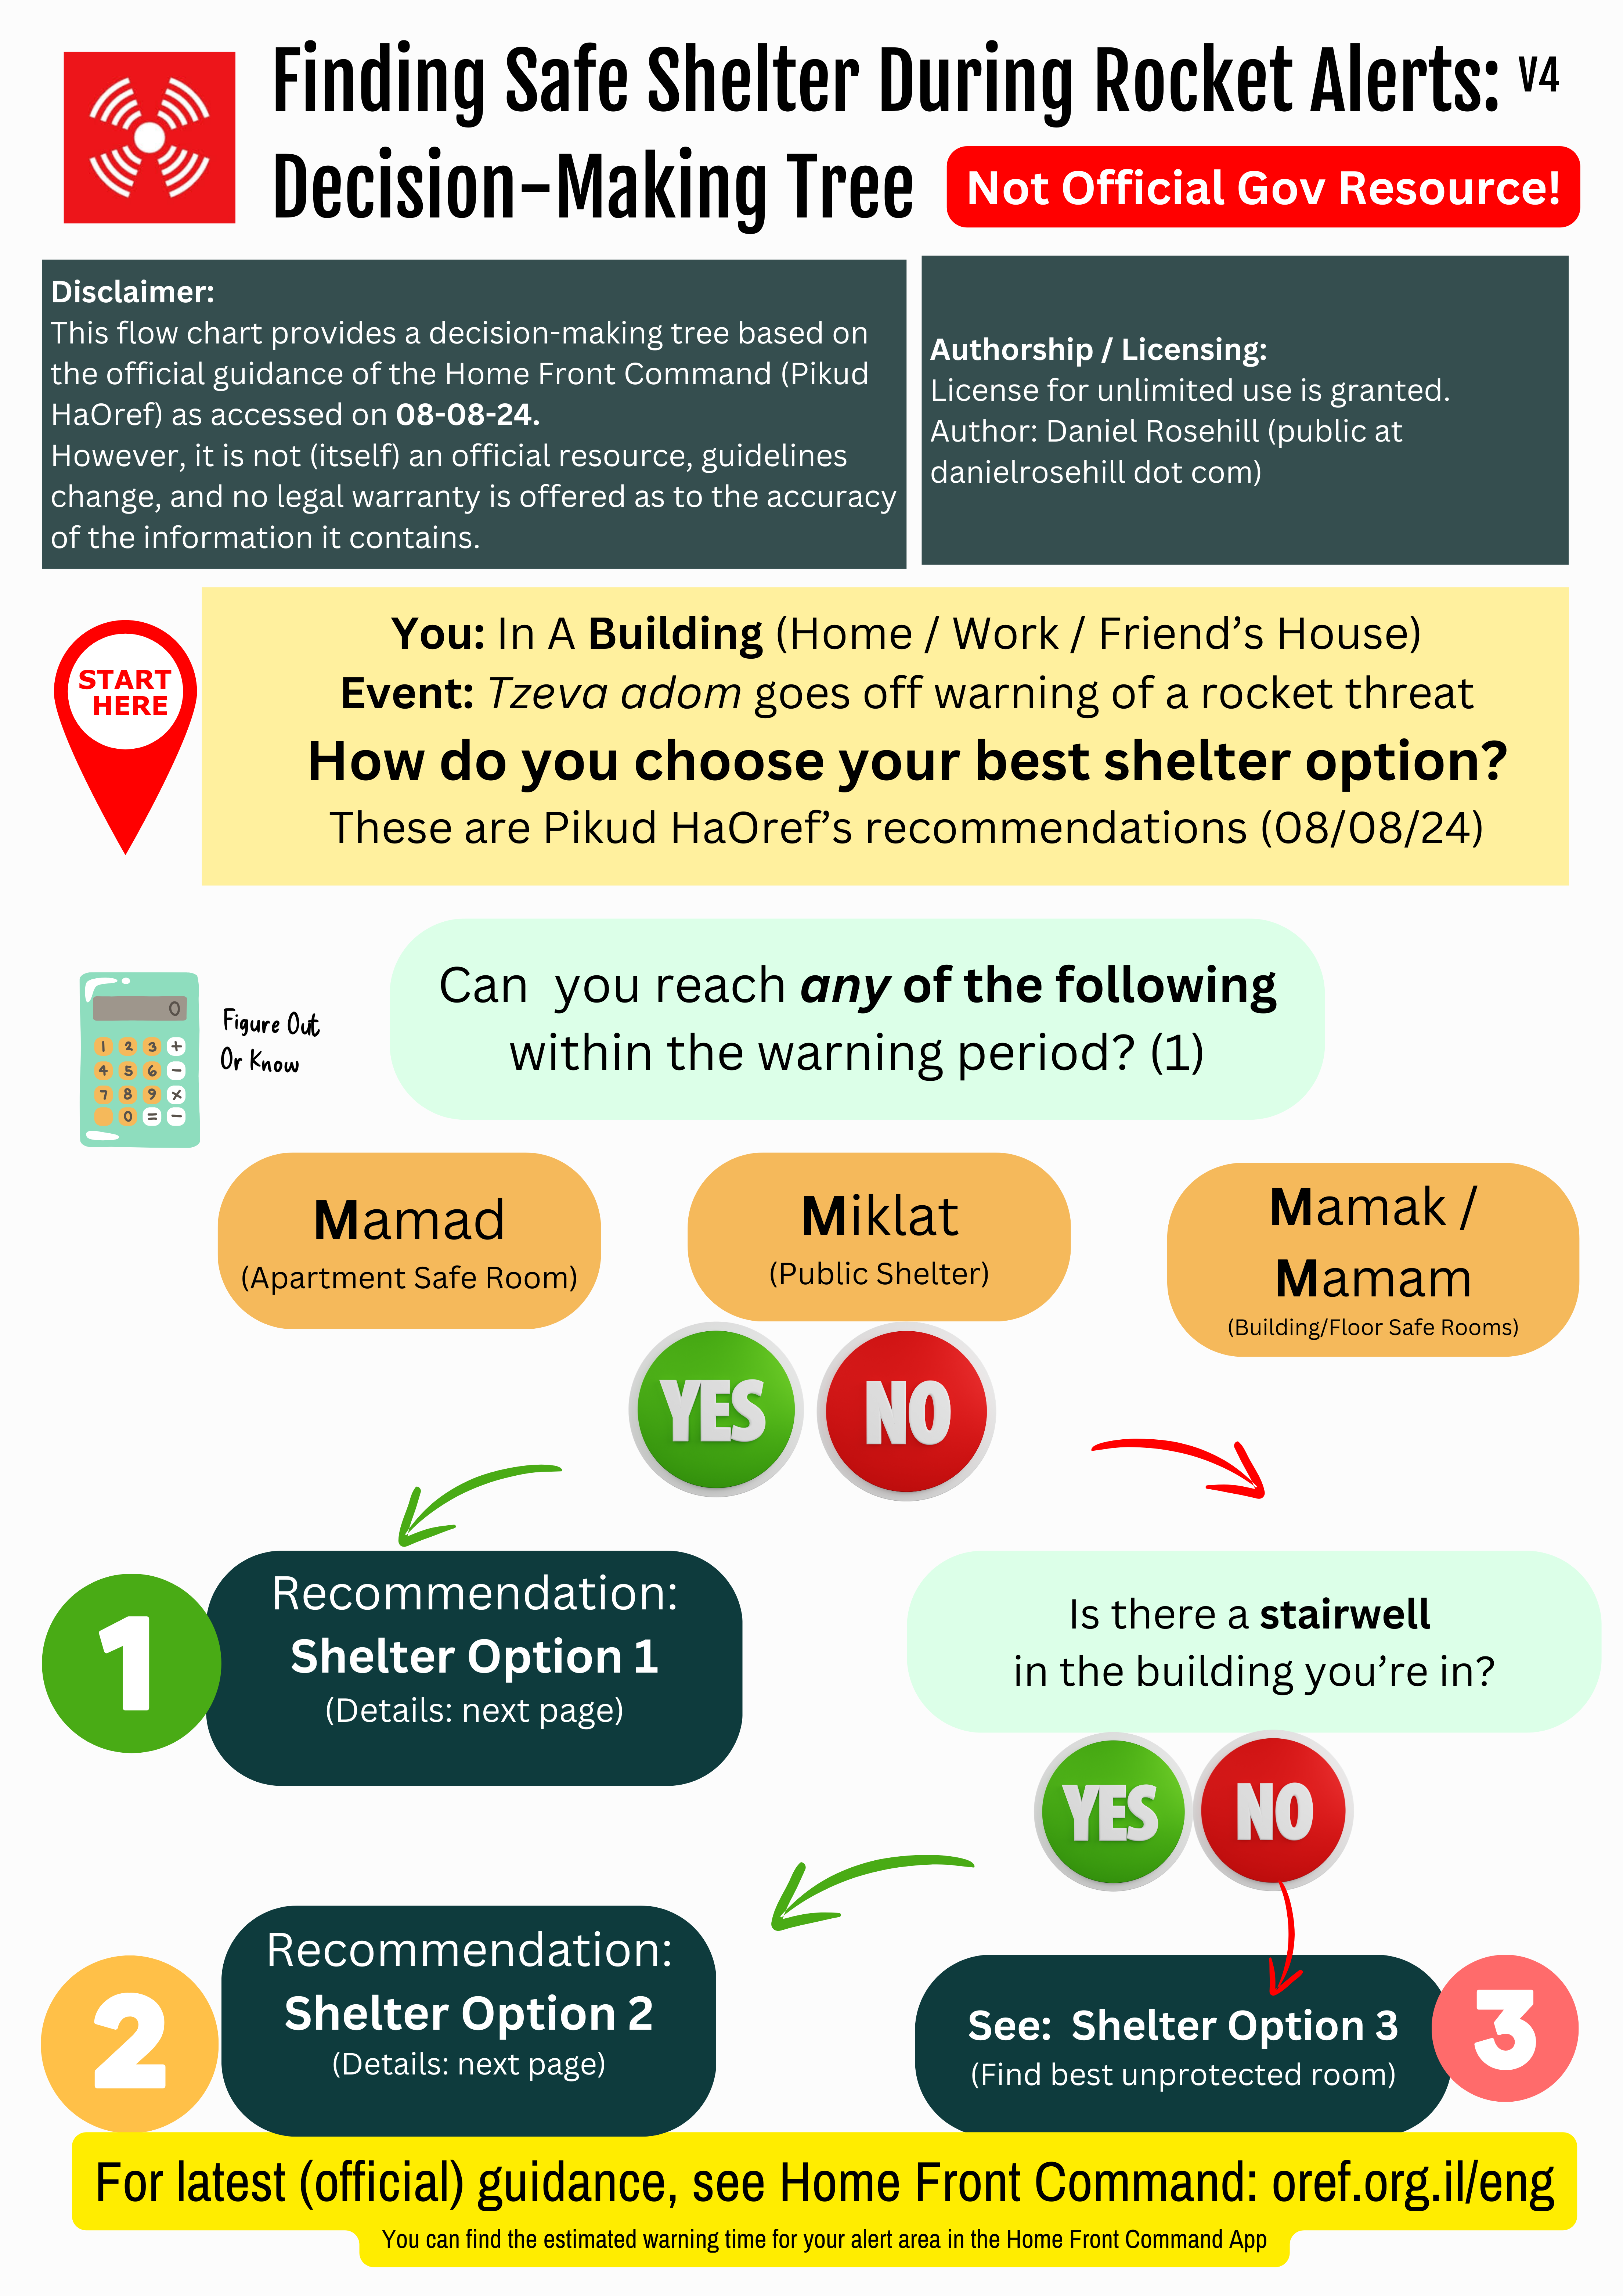 Finding Safe Shelter During Rocket Alerts: V4
Decision-Making Tree
Not Official Gov Resource!
Disclaimer:
This flow chart provides a decision-making tree based on
the official guidance of the Home Front Command (Pikud
HaOref) as accessed on 08-08-24.
However, it is not (itself) an official resource, guidelines
change, and no legal warranty is offered as to the accuracy
of the information it contains.
Authorship / Licensing:
License for unlimited use is granted.
Author: Daniel Rosehill (public at
danielrosehill dot com)
START
HERE
You: In A Building (Home / Work / Friend's House)
Event: Tzeva adom goes off warning of a rocket threat
How do you choose your best shelter option?
These are Pikud HaOref's recommendations (08/08/24)
0
1 2 3 +
4 5 6 −
7 8 9 ×
0 = −
Figure Out
Or Know
Can you reach any of the following
within the warning period? (1)
Mamad
(Apartment Safe Room)
Miklat
(Public Shelter)
Mamak /
Mamam
(Building/Floor Safe Rooms)
YES
NO
1
Recommendation:
Shelter Option 1
(Details: next page)
Is there a stairwell
in the building you're in?
YES
NO
2
Recommendation:
Shelter Option 2
(Details: next page)
See: Shelter Option 3
(Find best unprotected room)
3
For latest (official) guidance, see Home Front Command: oref.org.il/eng
You can find the estimated warning time for your alert area in the Home Front Command App